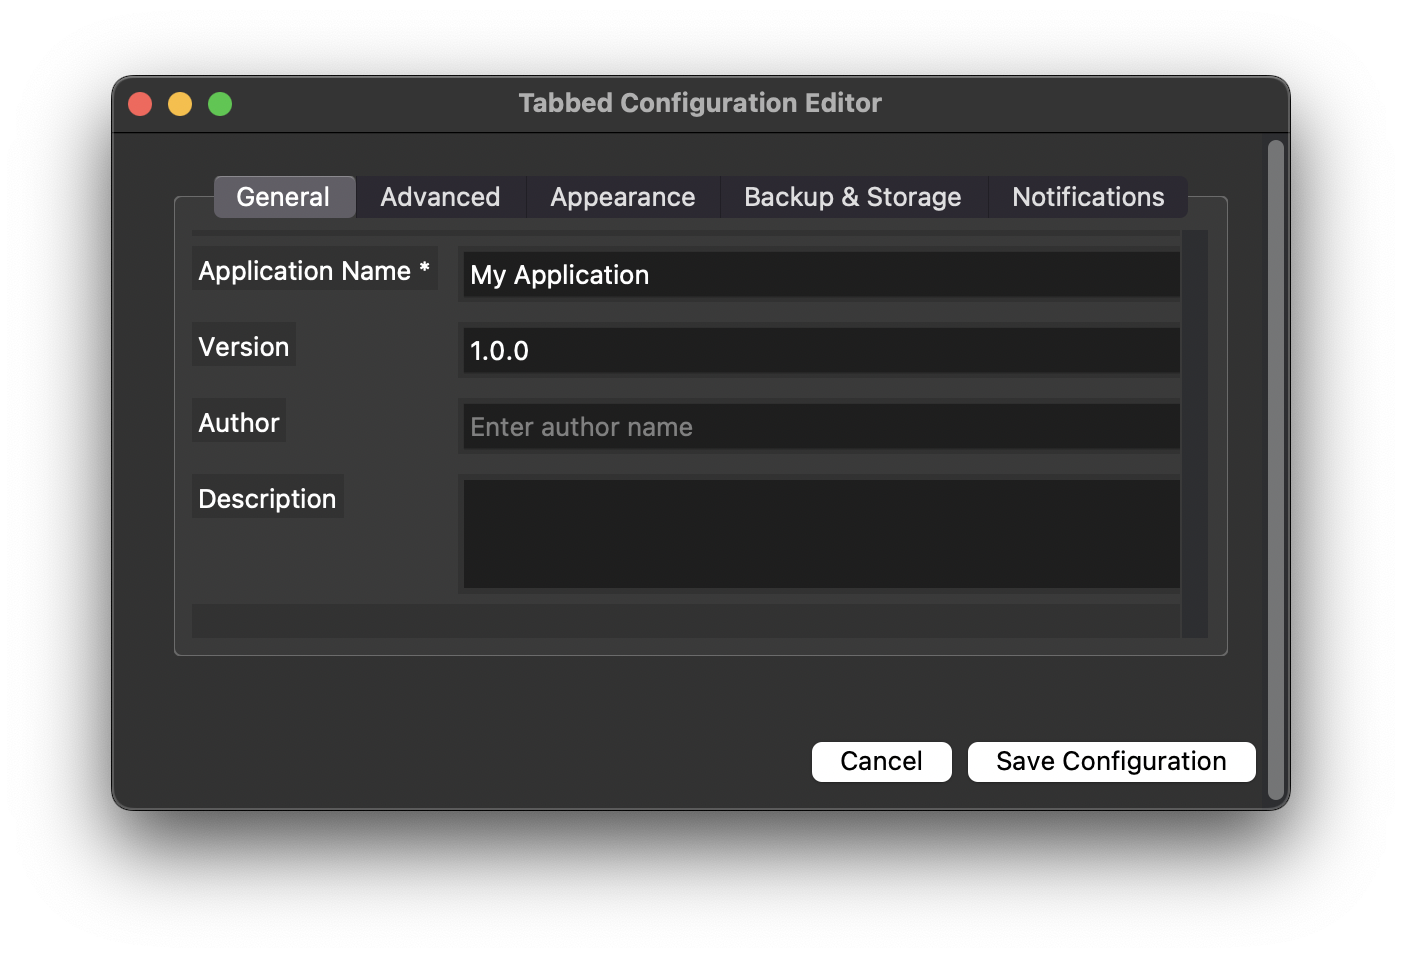 Tabbed Configuration Editor
General Advanced Appearance Backup & Storage Notifications
Application Name * My Application
Version 1.0.0
Author Enter author name
Description
Cancel Save Configuration